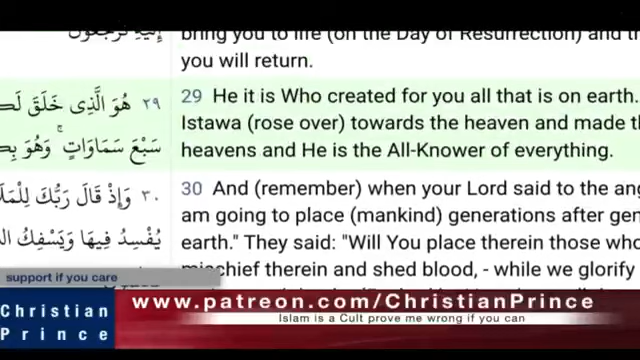 إِلَيْهِ تُرْجَعُونَ
bring you to life (on the Day of Resurrection) and th
you will return.
٢٩ هُوَ الَّذِى خَلَقَ لَكُ
سَبْعَ سَمَاوَاتٍ ۚ وَهُوَ بِكُ
29 He it is Who created for you all that is on earth.
Istawa (rose over) towards the heaven and made th
heavens and He is the All-Knower of everything.
٣٠ وَإِذْ قَالَ رَبُّكَ لِلْمَلَا
يُفْسِدُ فِيهَا وَيَسْفِكُ الد
30 And (remember) when your Lord said to the ang
am going to place (mankind) generations after gen
earth." They said: "Will You place therein those who
mischief therein and shed blood, - while we glorify
support if you care
Christian
Prince
www.patreon.com/ChristianPrince
Islam is a Cult prove me wrong if you can